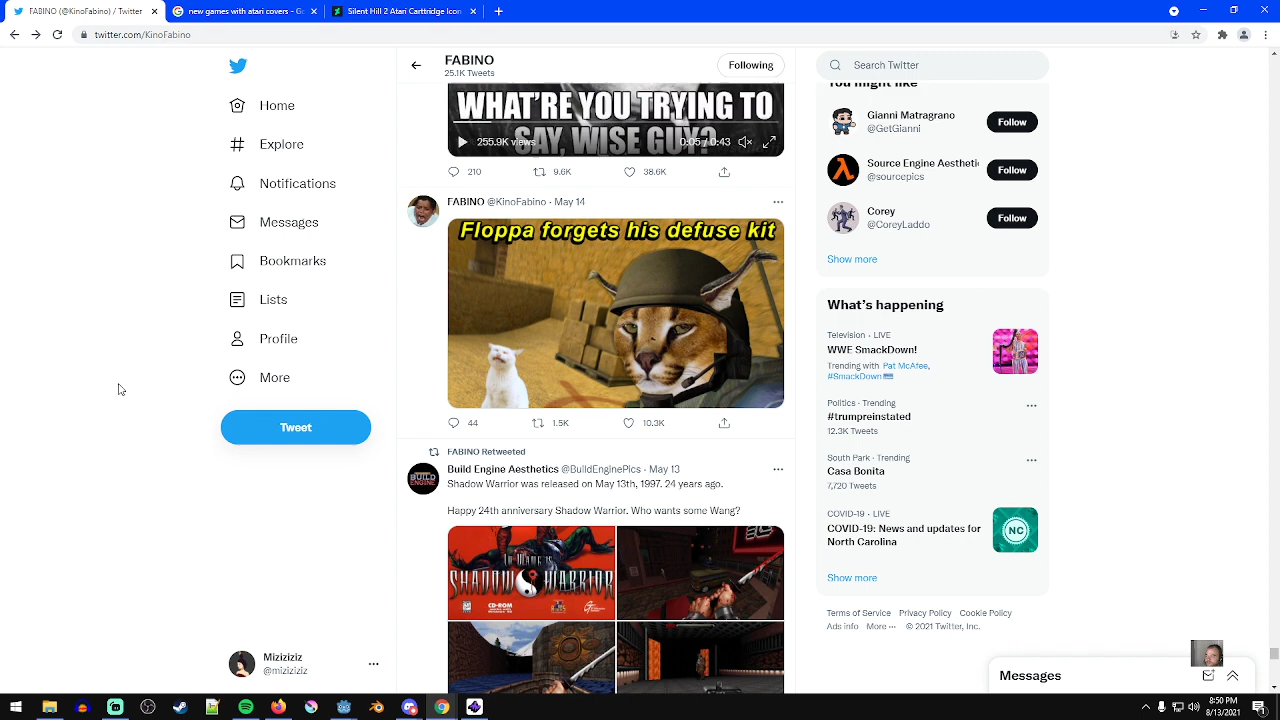 FABINO (@KinoFabino) / Twitter
new games with atari covers - Go
Silent Hill 2 Atari Cartridge Icon
twitter.com/KinoFabino
Home
Explore
Notifications
Messages
Bookmarks
Lists
Profile
More
Tweet
Miziziziz
@miziziziz
FABINO
25.1K Tweets
Following
WHAT'RE YOU TRYING TO
SAY, WISE GUY?
255.9K views
0:05 / 0:43
210
9.6K
38.6K
FABINO @KinoFabino · May 14
Floppa forgets his defuse kit
44
1.5K
10.3K
FABINO Retweeted
BUILD
ENGINE
Build Engine Aesthetics @BuildEnginePics · May 13
Shadow Warrior was released on May 13th, 1997. 24 years ago.
Happy 24th anniversary Shadow Warrior. Who wants some Wang?
SHADOW WARRIOR
CD-ROM
Search Twitter
You might like
Gianni Matragrano
@GetGianni
Follow
Source Engine Aesthetic
@sourcepics
Follow
Corey
@CoreyLaddo
Follow
Show more
What's happening
Television · LIVE
WWE SmackDown!
Trending with Pat McAfee,
#SmackDown
Politics · Trending
#trumpreinstated
12.3K Tweets
South Park · Trending
Casa Bonita
7,720 Tweets
COVID-19 · LIVE
COVID-19: News and updates for
North Carolina
NC
Show more
Terms of Service Privacy Policy Cookie Policy
Ads info More ··· © 2021 Twitter, Inc.
Messages
8:50 PM
8/13/2021